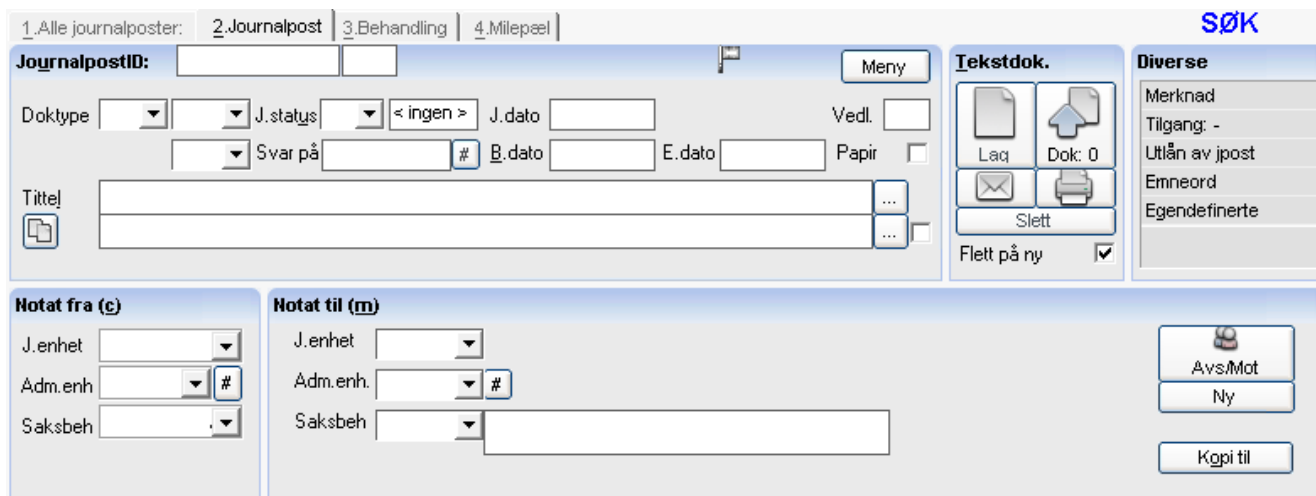 1.Alle journalposter: 2.Journalpost 3.Behandling 4.Milepæl SØK
JournalpostID: Meny
Doktype J.status < ingen > J.dato Vedl.
Svar på # B.dato E.dato Papir
Tittel ...
...
Tekstdok.
Lag Dok: 0
Slett
Flett på ny
Diverse
Merknad
Tilgang: -
Utlån av jpost
Emneord
Egendefinerte
Notat fra (c)
J.enhet
Adm.enh #
Saksbeh
Notat til (m)
J.enhet
Adm.enh. #
Saksbeh
Avs/Mot
Ny
Kopi til